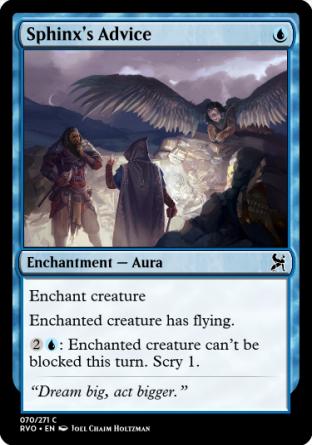 Sphinx's Advice
Enchantment — Aura
Enchant creature
Enchanted creature has flying.
2: Enchanted creature can't be
blocked this turn. Scry 1.
“Dream big, act bigger.”
070/271 C
RVO • EN Joel Chaim Holtzman